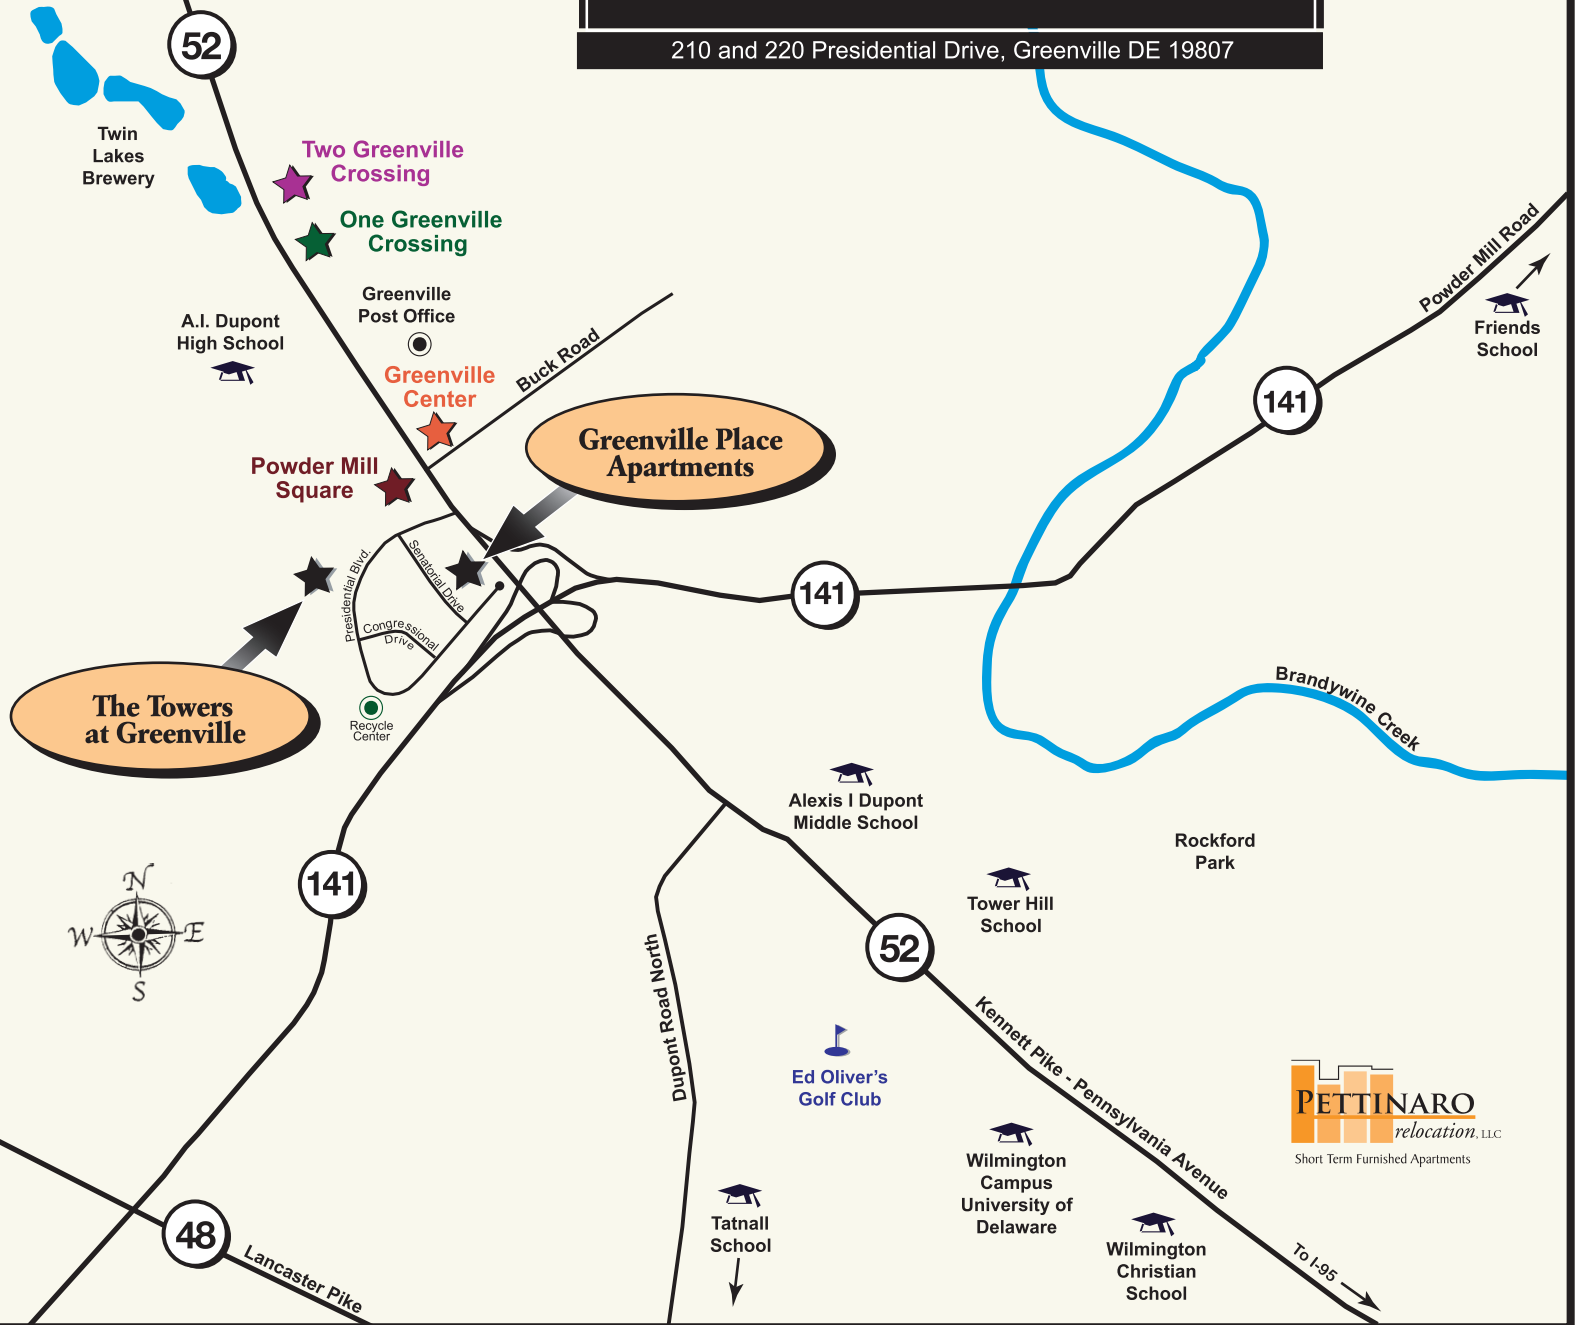 210 and 220 Presidential Drive, Greenville DE 19807
52
Twin
Lakes
Brewery
Two Greenville
Crossing
One Greenville
Crossing
Greenville
Post Office
A.I. Dupont
High School
Greenville
Center
Buck Road
Powder Mill Road
Friends
School
141
Greenville Place
Apartments
Powder Mill
Square
Presidential Blvd.
Senatorial Drive
Congressional
Drive
141
The Towers
at Greenville
Recycle
Center
Brandywine Creek
Alexis I Dupont
Middle School
Rockford
Park
141
N
W
E
S
Tower Hill
School
52
Dupont Road North
Kennett Pike - Pennsylvania Avenue
Ed Oliver's
Golf Club
PETTINARO
relocation, LLC
Short Term Furnished Apartments
Wilmington
Campus
University of
Delaware
Tatnall
School
Wilmington
Christian
School
48
Lancaster Pike
To I-95